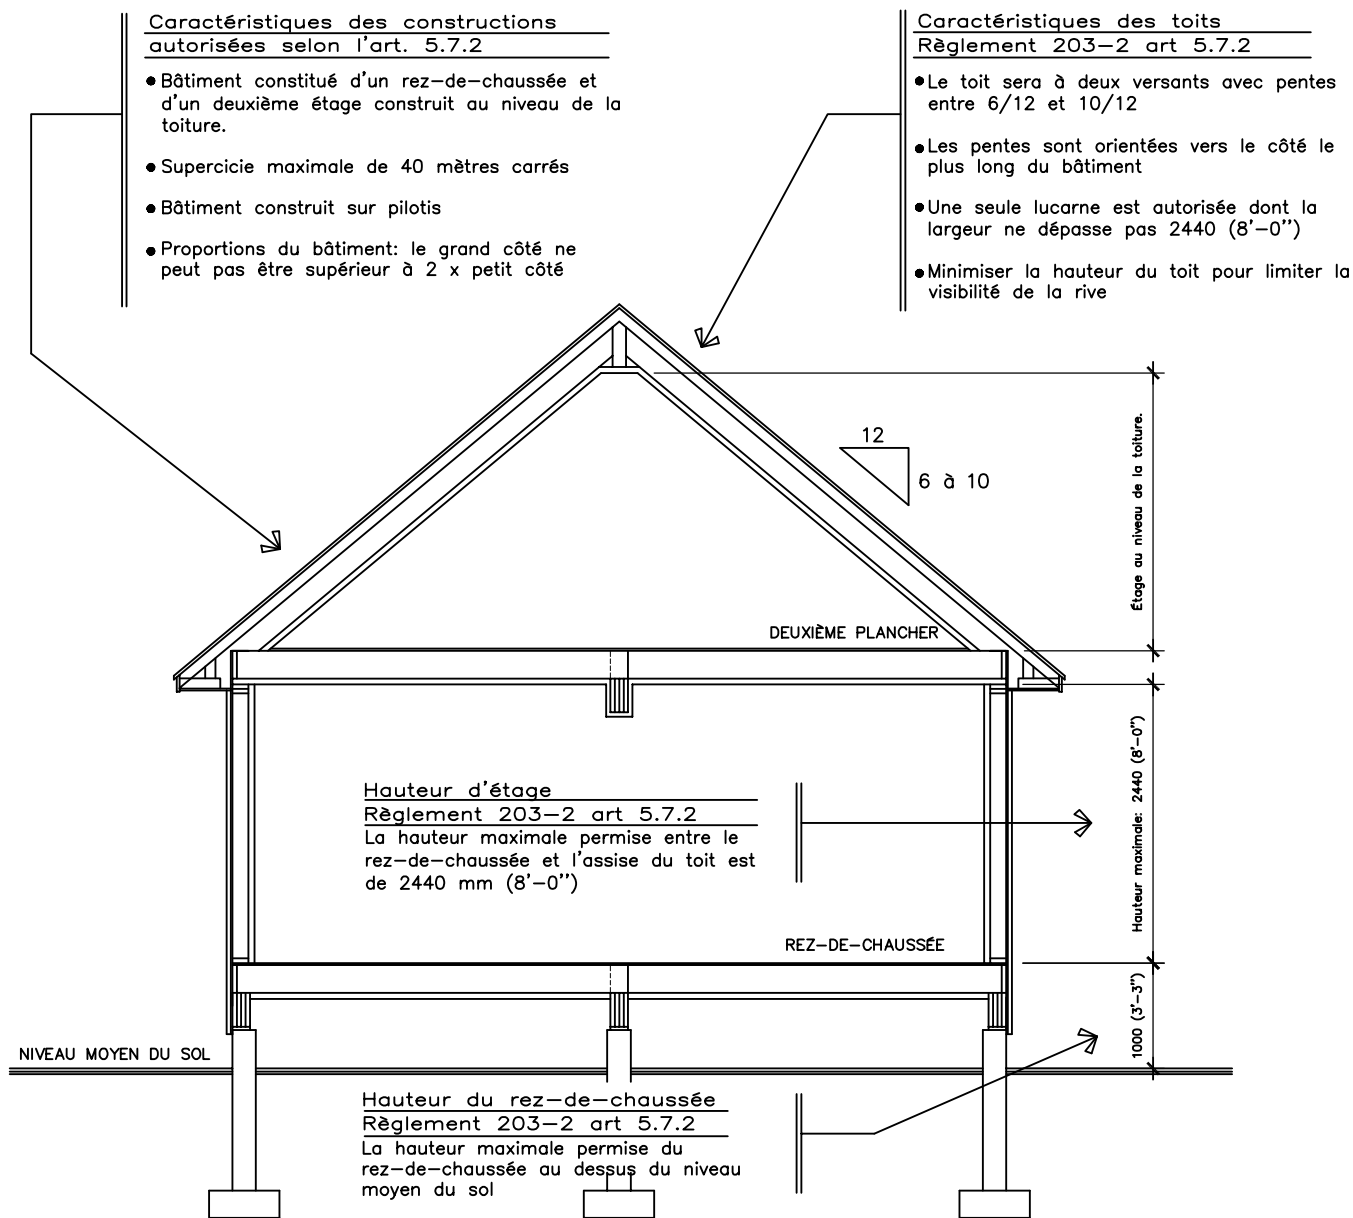 Caractéristiques des constructions
autorisées selon l'art. 5.7.2
• Bâtiment constitué d'un rez-de-chaussée et
d'un deuxième étage construit au niveau de la
toiture.
• Supercicie maximale de 40 mètres carrés
• Bâtiment construit sur pilotis
• Proportions du bâtiment: le grand côté ne
peut pas être supérieur à 2 x petit côté
Caractéristiques des toits
Règlement 203-2 art 5.7.2
• Le toit sera à deux versants avec pentes
entre 6/12 et 10/12
• Les pentes sont orientées vers le côté le
plus long du bâtiment
• Une seule lucarne est autorisée dont la
largeur ne dépasse pas 2440 (8'-0'')
• Minimiser la hauteur du toit pour limiter la
visibilité de la rive
12
6 à 10
Étage au niveau de la toiture.
DEUXIÈME PLANCHER
Hauteur d'étage
Règlement 203-2 art 5.7.2
La hauteur maximale permise entre le
rez-de-chaussée et l'assise du toit est
de 2440 mm (8'-0'')
Hauteur maximale: 2440 (8'-0'')
REZ-DE-CHAUSSÉE
1000 (3'-3'')
NIVEAU MOYEN DU SOL
Hauteur du rez-de-chaussée
Règlement 203-2 art 5.7.2
La hauteur maximale permise du
rez-de-chaussée au dessus du niveau
moyen du sol